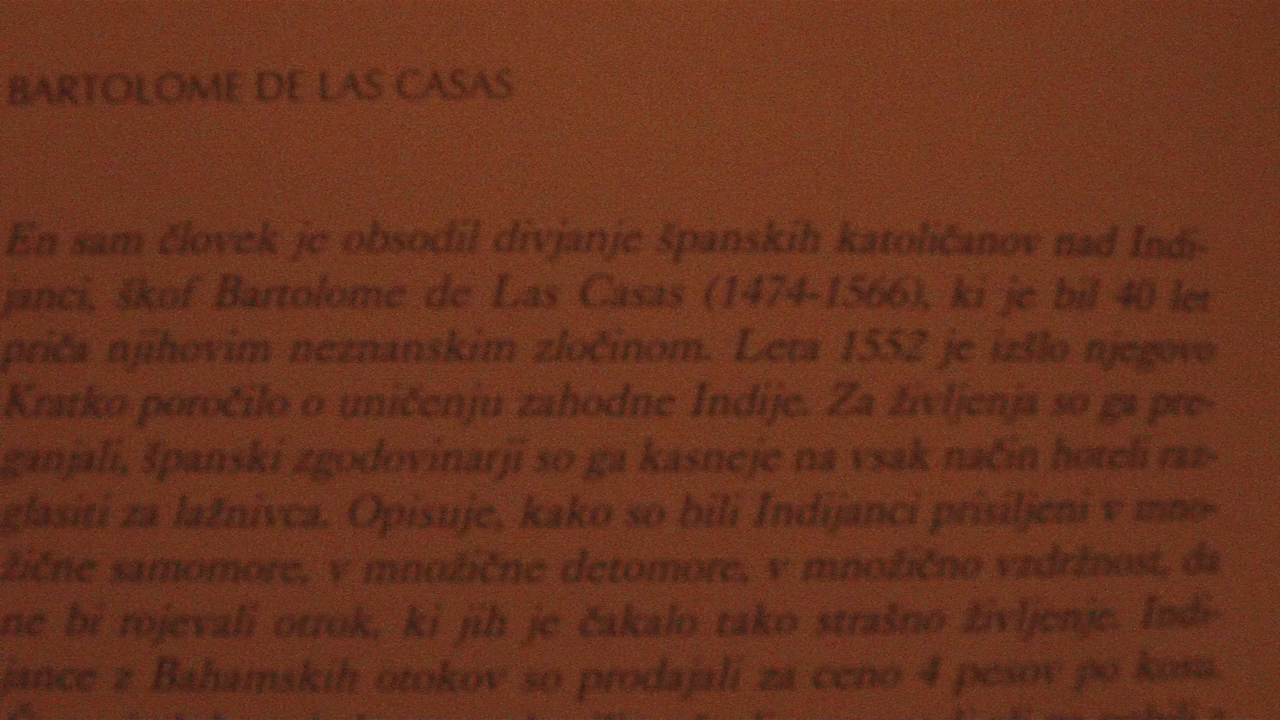 BARTOLOME DE LAS CASAS
En sam človek je obsodil divjanje španskih katoličanov nad Indi-
janci, škof Bartolome de Las Casas (1474-1566), ki je bil 40 let
priča njihovim neznanskim zločinom. Leta 1552 je izšlo njegovo
Kratko poročilo o uničenju zahodne Indije. Za življenja so ga pre-
ganjali, španski zgodovinarji so ga kasneje na vsak način hoteli raz-
glasiti za lažnivca. Opisuje, kako so bili Indijanci prisiljeni v mno-
žične samomore, v množične detomore, v množično vzdržnost, da
ne bi rojevali otrok, ki jih je čakalo tako strašno življenje. Indi-
jance z Bahamskih otokov so prodajali za ceno 4 pesov po kosu.